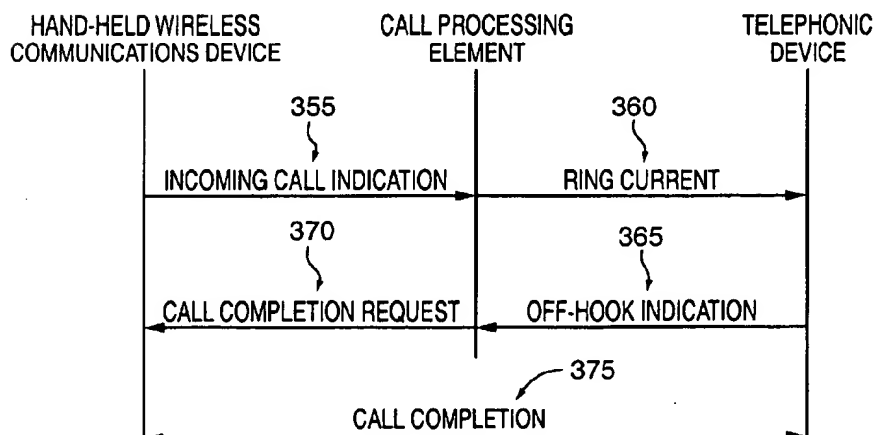 HAND-HELD WIRELESS
COMMUNICATIONS DEVICE
CALL PROCESSING
ELEMENT
TELEPHONIC
DEVICE
355
360
INCOMING CALL INDICATION
RING CURRENT
370
365
CALL COMPLETION REQUEST
OFF-HOOK INDICATION
375
CALL COMPLETION